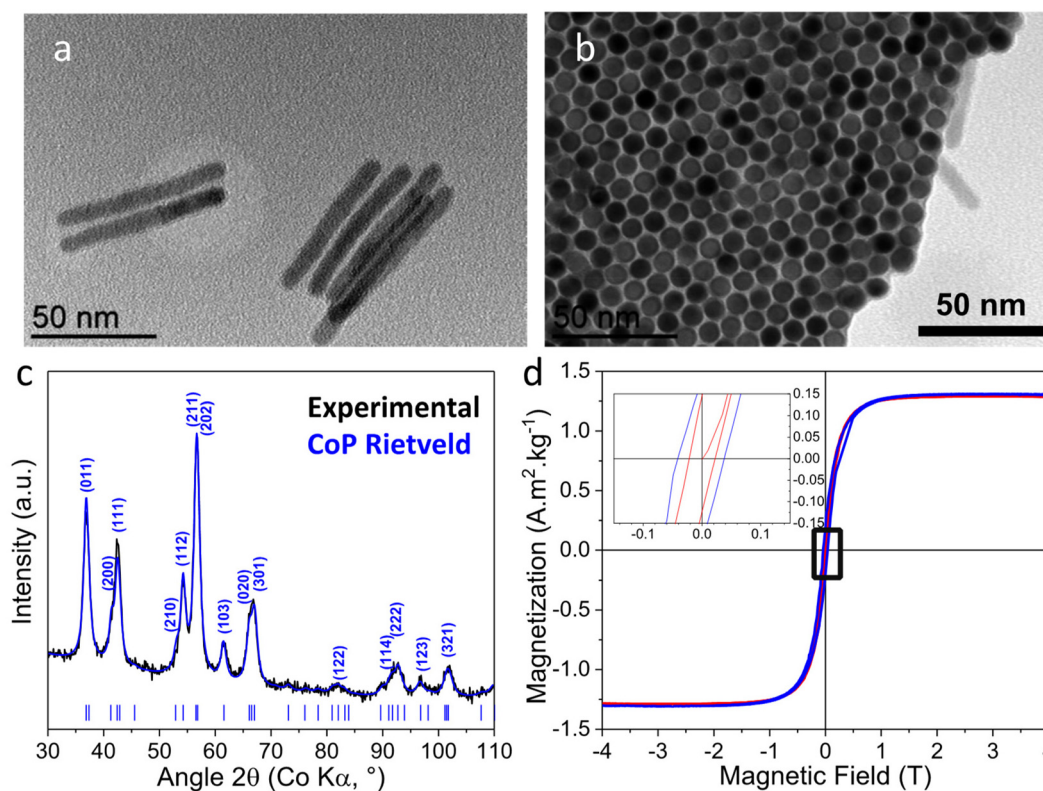 a
50 nm
b
50 nm
50 nm
c
Experimental
CoP Rietveld
(011)
(200)
(111)
(210)
(112)
(211)
(202)
(103)
(020)
(301)
(122)
(114)
(222)
(123)
(321)
Intensity (a.u.)
30 40 50 60 70 80 90 100 110
Angle 2θ (Co Kα, °)
d
1.5
1.0
0.5
0.0
-0.5
-1.0
-1.5
Magnetization (A.m².kg⁻¹)
0.15
0.10
0.05
0.00
-0.05
-0.10
-0.15
-0.1 0.0 0.1
-4 -3 -2 -1 0 1 2 3 4
Magnetic Field (T)